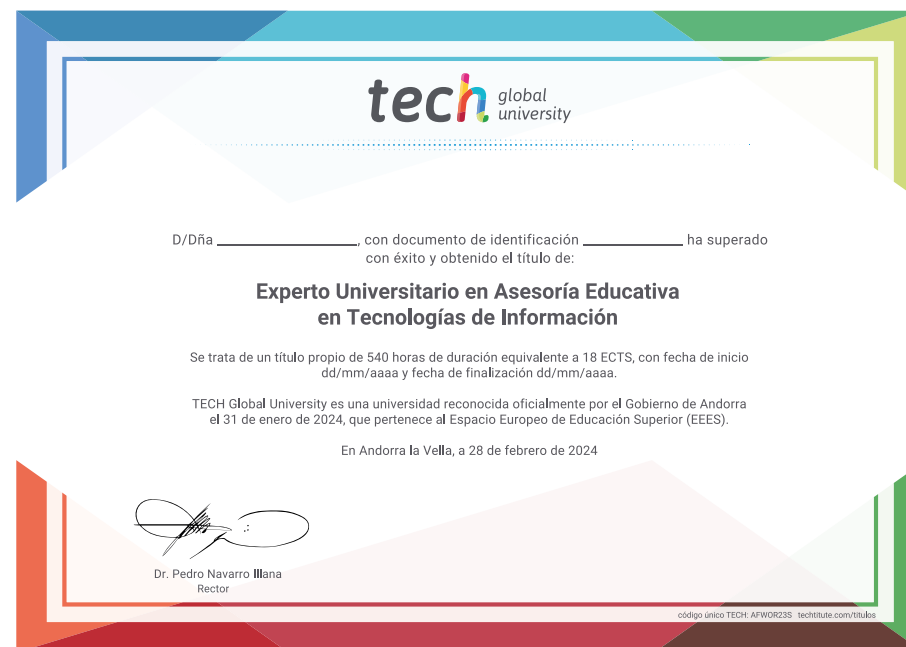 tech global university
D/Dña ________________, con documento de identificación ____________ ha superado
con éxito y obtenido el título de:
Experto Universitario en Asesoría Educativa
en Tecnologías de Información
Se trata de un título propio de 540 horas de duración equivalente a 18 ECTS, con fecha de inicio
dd/mm/aaaa y fecha de finalización dd/mm/aaaa.
TECH Global University es una universidad reconocida oficialmente por el Gobierno de Andorra
el 31 de enero de 2024, que pertenece al Espacio Europeo de Educación Superior (EEES).
En Andorra la Vella, a 28 de febrero de 2024
Dr. Pedro Navarro Illana
Rector
código único TECH: AFWOR23S techtitute.com/titulos